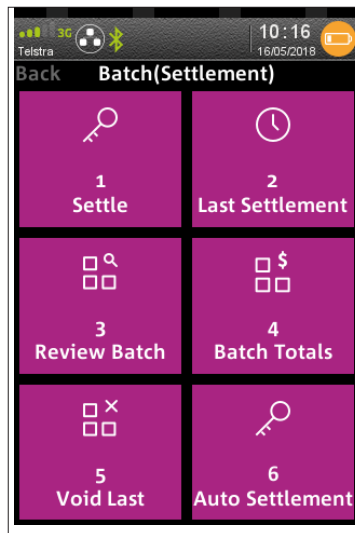 3G
10:16
Telstra
16/05/2018
Back Batch(Settlement)
1
Settle
2
Last Settlement
$
3
Review Batch
4
Batch Totals
5
Void Last
6
Auto Settlement